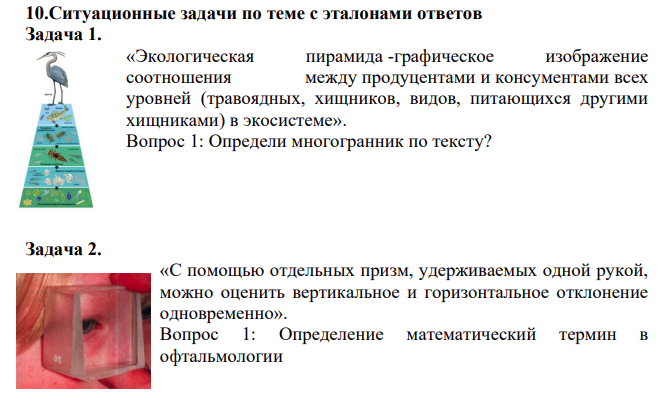 10.Ситуационные задачи по теме с эталонами ответов
Задача 1.
«Экологическая пирамида -графическое изображение
соотношения между продуцентами и консументами всех
уровней (травоядных, хищников, видов, питающихся другими
хищниками) в экосистеме».
Вопрос 1: Определи многогранник по тексту?
Задача 2.
«С помощью отдельных призм, удерживаемых одной рукой,
можно оценить вертикальное и горизонтальное отклонение
одновременно».
Вопрос 1: Определение математический термин в
офтальмологии